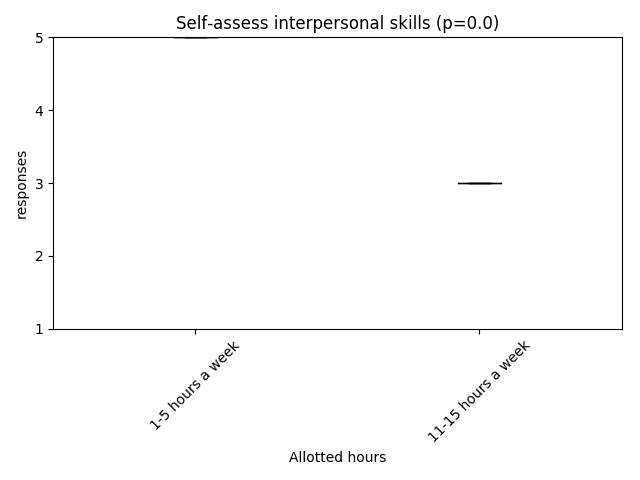 Self-assess interpersonal skills (p=0.0)
5
4
3
2
1
responses
1-5 hours a week
11-15 hours a week
Allotted hours